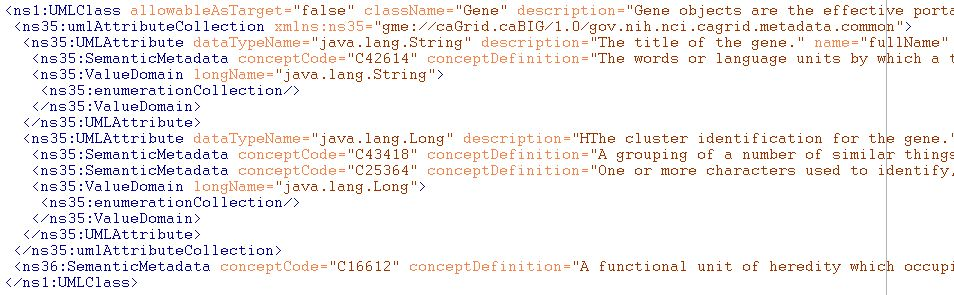 <ns1:UMLClass allowableAsTarget="false" className="Gene" description="Gene objects are the effective porta
<ns35:umlAttributeCollection xmlns:ns35="gme://caGrid.caBIG/1.0/gov.nih.nci.cagrid.metadata.common">
<ns35:UMLAttribute dataTypeName="java.lang.String" description="The title of the gene." name="fullName"
<ns35:SemanticMetadata conceptCode="C42614" conceptDefinition="The words or language units by which a t
<ns35:ValueDomain longName="java.lang.String">
<ns35:enumerationCollection/>
</ns35:ValueDomain>
</ns35:UMLAttribute>
<ns35:UMLAttribute dataTypeName="java.lang.Long" description="HThe cluster identification for the gene."
<ns35:SemanticMetadata conceptCode="C43418" conceptDefinition="A grouping of a number of similar things
<ns35:SemanticMetadata conceptCode="C25364" conceptDefinition="One or more characters used to identify,
<ns35:ValueDomain longName="java.lang.Long">
<ns35:enumerationCollection/>
</ns35:ValueDomain>
</ns35:UMLAttribute>
</ns35:umlAttributeCollection>
<ns36:SemanticMetadata conceptCode="C16612" conceptDefinition="A functional unit of heredity which occupi
</ns1:UMLClass>